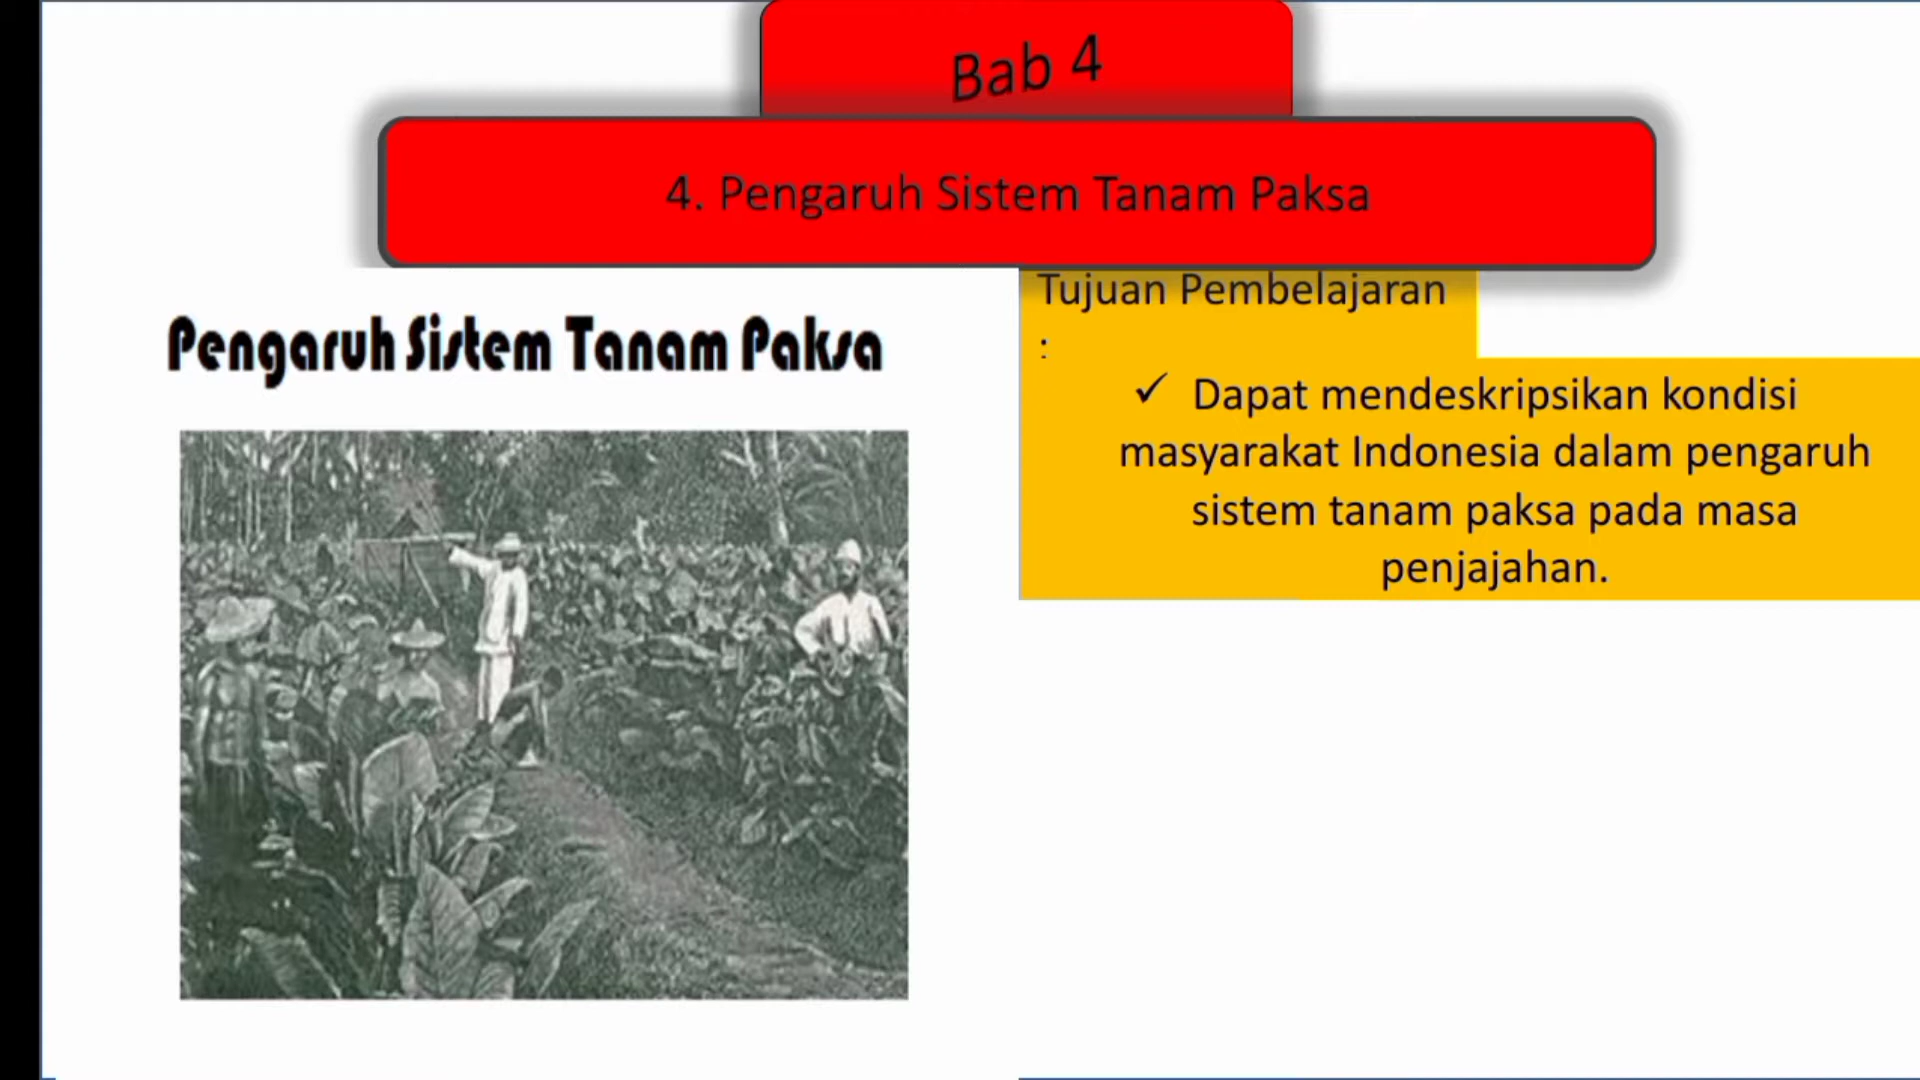 Bab 4
4. Pengaruh Sistem Tanam Paksa
Pengaruh Sistem Tanam Paksa
Tujuan Pembelajaran
:
✓ Dapat mendeskripsikan kondisi
masyarakat Indonesia dalam pengaruh
sistem tanam paksa pada masa
penjajahan.